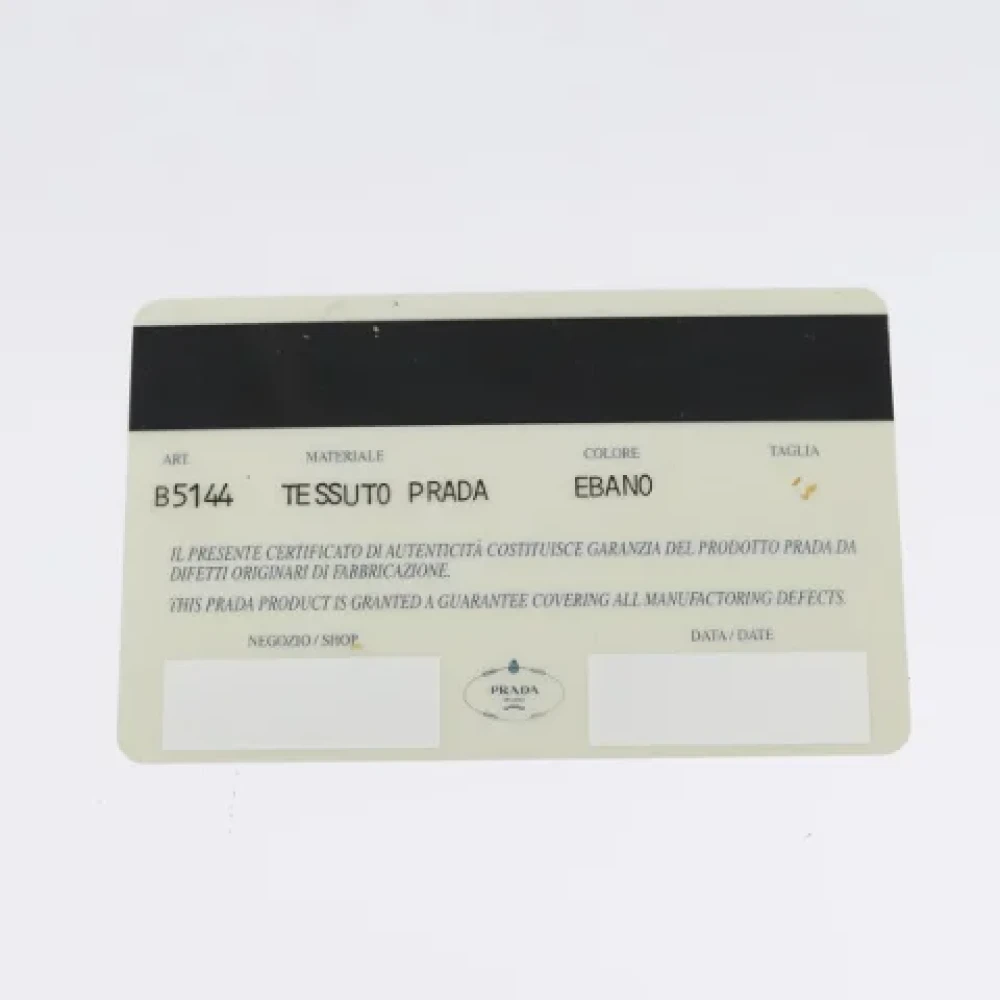 ART. MATERIALE COLORE TAGLIA
B5144 TESSUTO PRADA EBANO
IL PRESENTE CERTIFICATO DI AUTENTICITÀ COSTITUISCE GARANZIA DEL PRODOTTO PRADA DA
DIFETTI ORIGINARI DI FABBRICAZIONE.
THIS PRADA PRODUCT IS GRANTED A GUARANTEE COVERING ALL MANUFACTORING DEFECTS.
NEGOZIO / SHOP DATA / DATE
PRADA